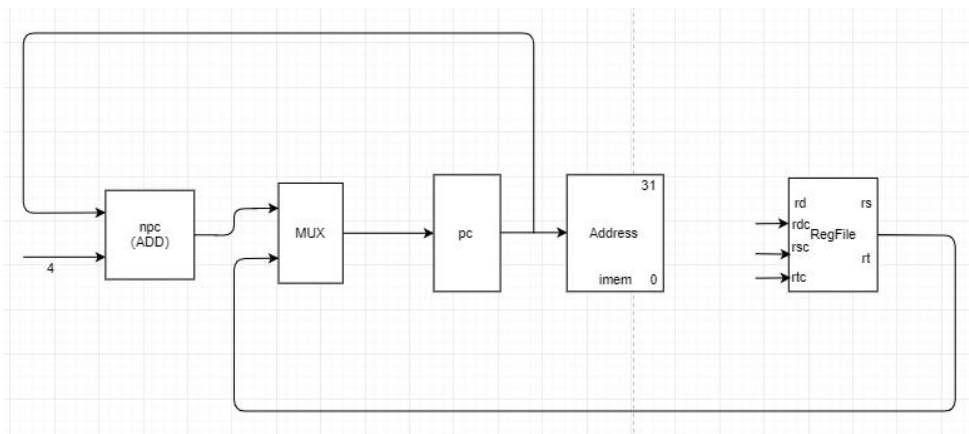 npc
(ADD)
4
MUX
pc
31
Address
imem 0
rd rs
rdc
RegFile
rsc
rt
rtc